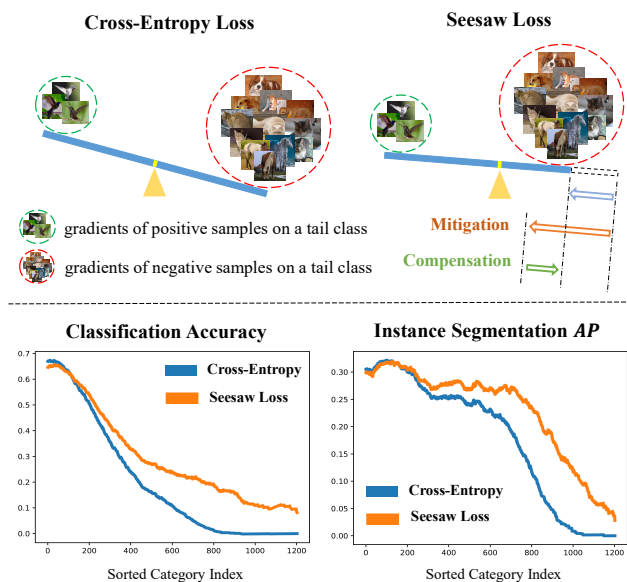 Cross-Entropy Loss
Seesaw Loss
gradients of positive samples on a tail class
gradients of negative samples on a tail class
Mitigation
Compensation
Classification Accuracy
0.7
0.6
0.5
0.4
0.3
0.2
0.1
0.0
Cross-Entropy
Seesaw Loss
0 200 400 600 800 1000 1200
Sorted Category Index
Instance Segmentation AP
0.30
0.25
0.20
0.15
0.10
0.05
0.00
Cross-Entropy
Seesaw Loss
0 200 400 600 800 1000 1200
Sorted Category Index